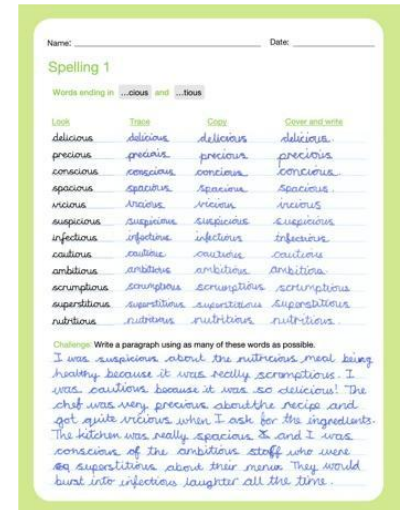 Name: Date:
Spelling 1
Words ending in ...cious and ...tious
Look Trace Copy Cover and write
delicious delicious delicious delicious.
precious precious precious precious
conscious conscious concious concious.
spacious spacious spacious spacious.
vicious vicious vicious vicious
suspicious suspicious suspicious suspicious
infectious infectious infectious infectious
cautious cautious cautious cautious
ambitious ambitious ambitious ambitious
scrumptious scrumptious scrumptious scrumptious
superstitious superstitious superstitious superstitious
nutritious nutritious nutritious nutritious.
Challenge: Write a paragraph using as many of these words as possible.
I was suspicious about the nutricious meal being
healthy because it was really scromptious. I
was cautious because it was so delicious! The
chef was very precious about the recipe and
got quite vicious when I ask for the ingredients.
The kitchen was really spacious and I was
conscious of the ambitious staff who were
superstitious about their menu. They would
burst into infectious laughter all the time.